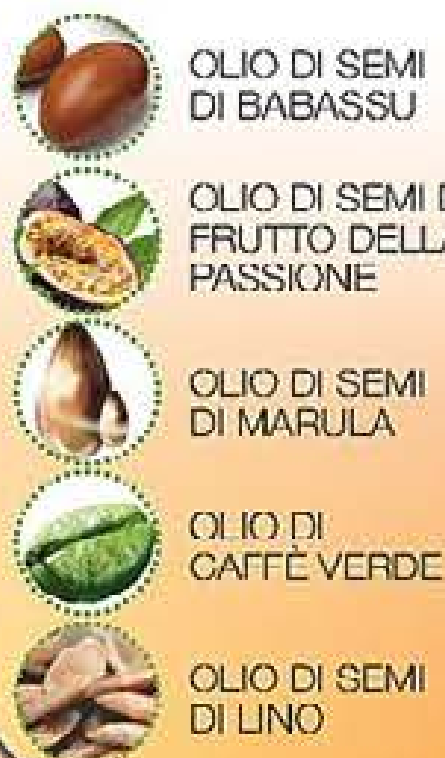 OLIO DI SEMI
DI BABASSU
OLIO DI SEMI D
FRUTTO DELLA
PASSIONE
OLIO DI SEMI
DI MARULA
OLIO DI
CAFFÈ VERDE
OLIO DI SEMI
DI LINO